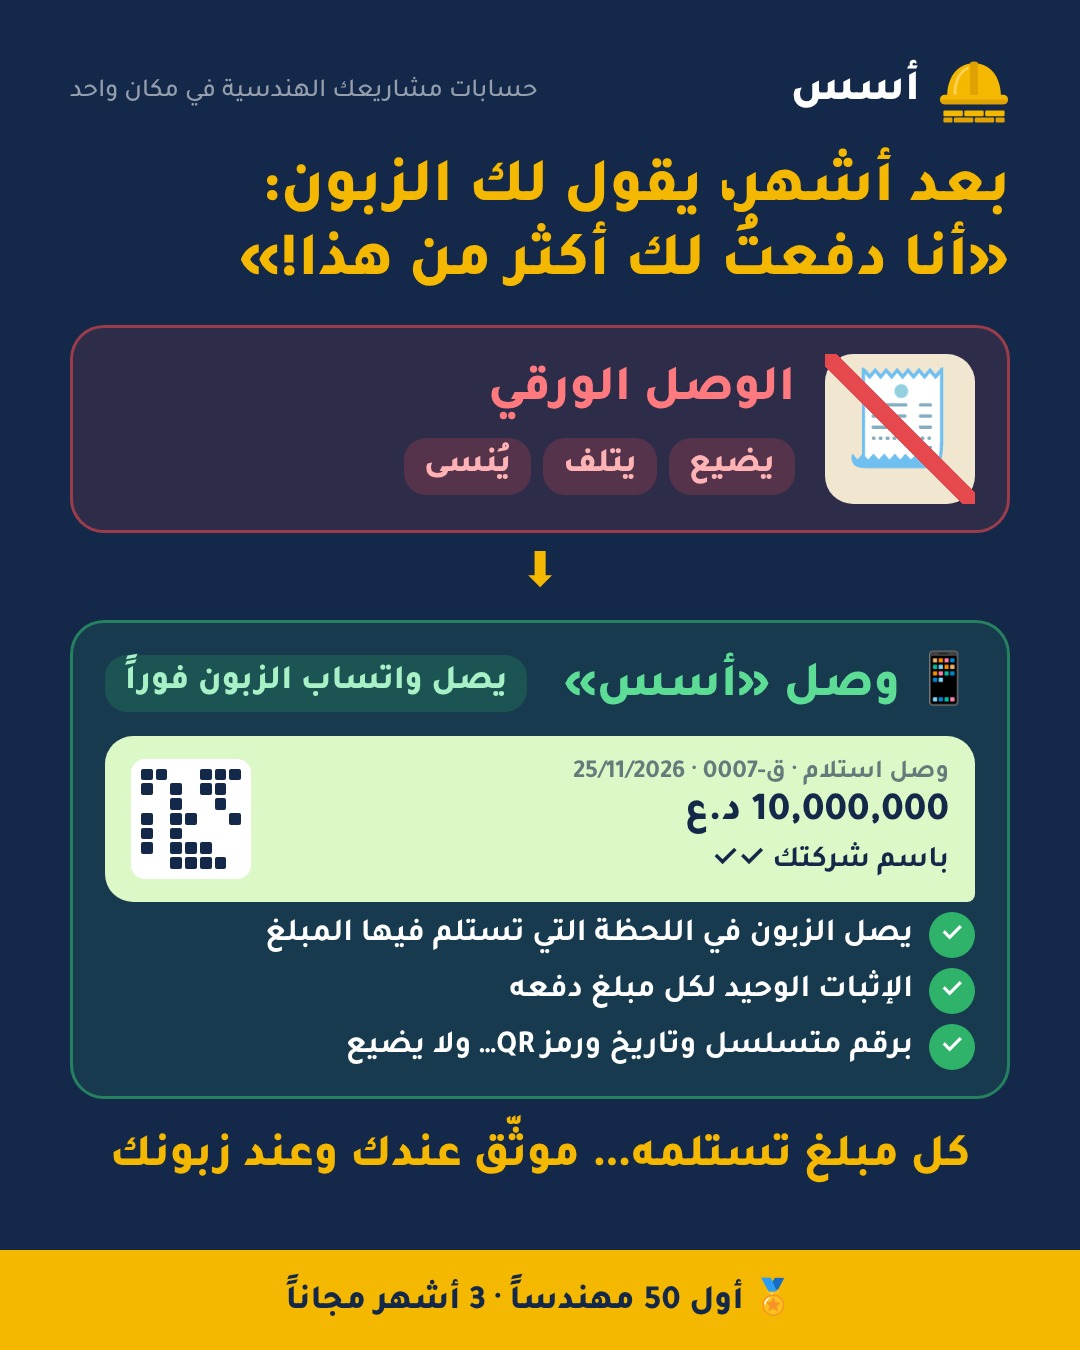 أسس
حسابات مشاريعك الهندسية في مكان واحد
بعد أشهر، يقول لك الزبون:
«أنا دفعتُ لك أكثر من هذا!»
الوصل الورقي
يضيع
يتلف
يُنسى
وصل «أسس»
يصل واتساب الزبون فوراً
وصل استلام · ق-0007 · 25/11/2026
10,000,000 د.ع
باسم شركتك ✓✓
يصل الزبون في اللحظة التي تستلم فيها المبلغ
الإثبات الوحيد لكل مبلغ دفعه
برقم متسلسل وتاريخ ورمز QR… ولا يضيع
كل مبلغ تستلمه… موثّق عندك وعند زبونك
أول 50 مهندساً · 3 أشهر مجاناً